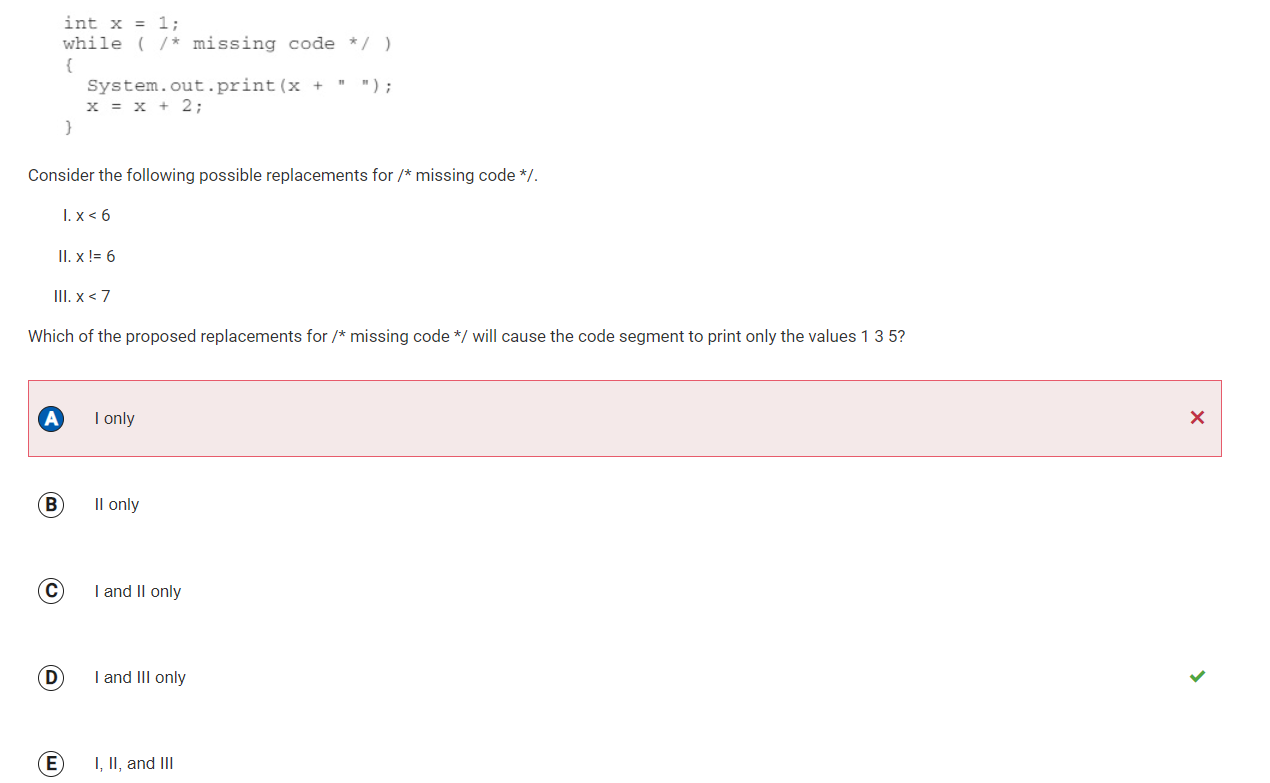 int x = 1;
while ( /* missing code */ )
{
  System.out.print(x + " ");
  x = x + 2;
}
Consider the following possible replacements for /* missing code */.
I. x < 6
II. x != 6
III. x < 7
Which of the proposed replacements for /* missing code */ will cause the code segment to print only the values 1 3 5?
A I only
B II only
C I and II only
D I and III only
E I, II, and III